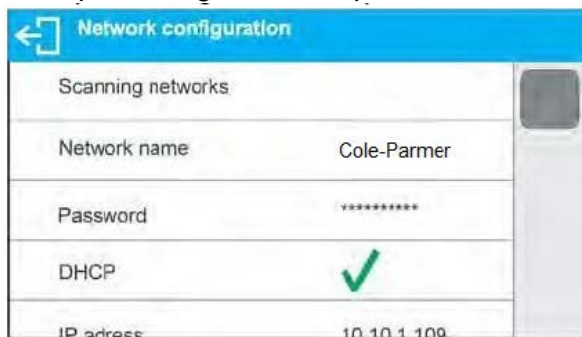 Network configuration
Scanning networks
Network name Cole-Parmer
Password **********
DHCP
IP adress 10.10.1.109